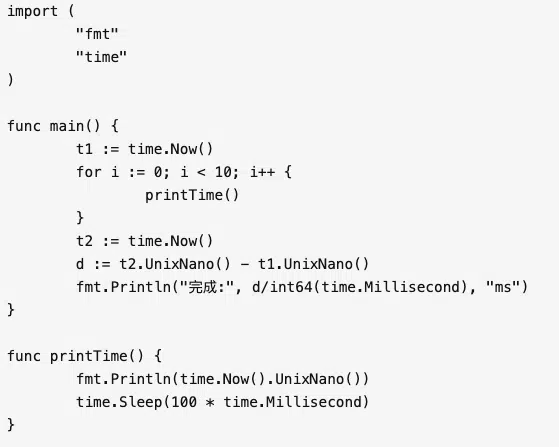 import (
        "fmt"
        "time"
)

func main() {
        t1 := time.Now()
        for i := 0; i < 10; i++ {
                printTime()
        }
        t2 := time.Now()
        d := t2.UnixNano() - t1.UnixNano()
        fmt.Println("完成:", d/int64(time.Millisecond), "ms")
}

func printTime() {
        fmt.Println(time.Now().UnixNano())
        time.Sleep(100 * time.Millisecond)
}